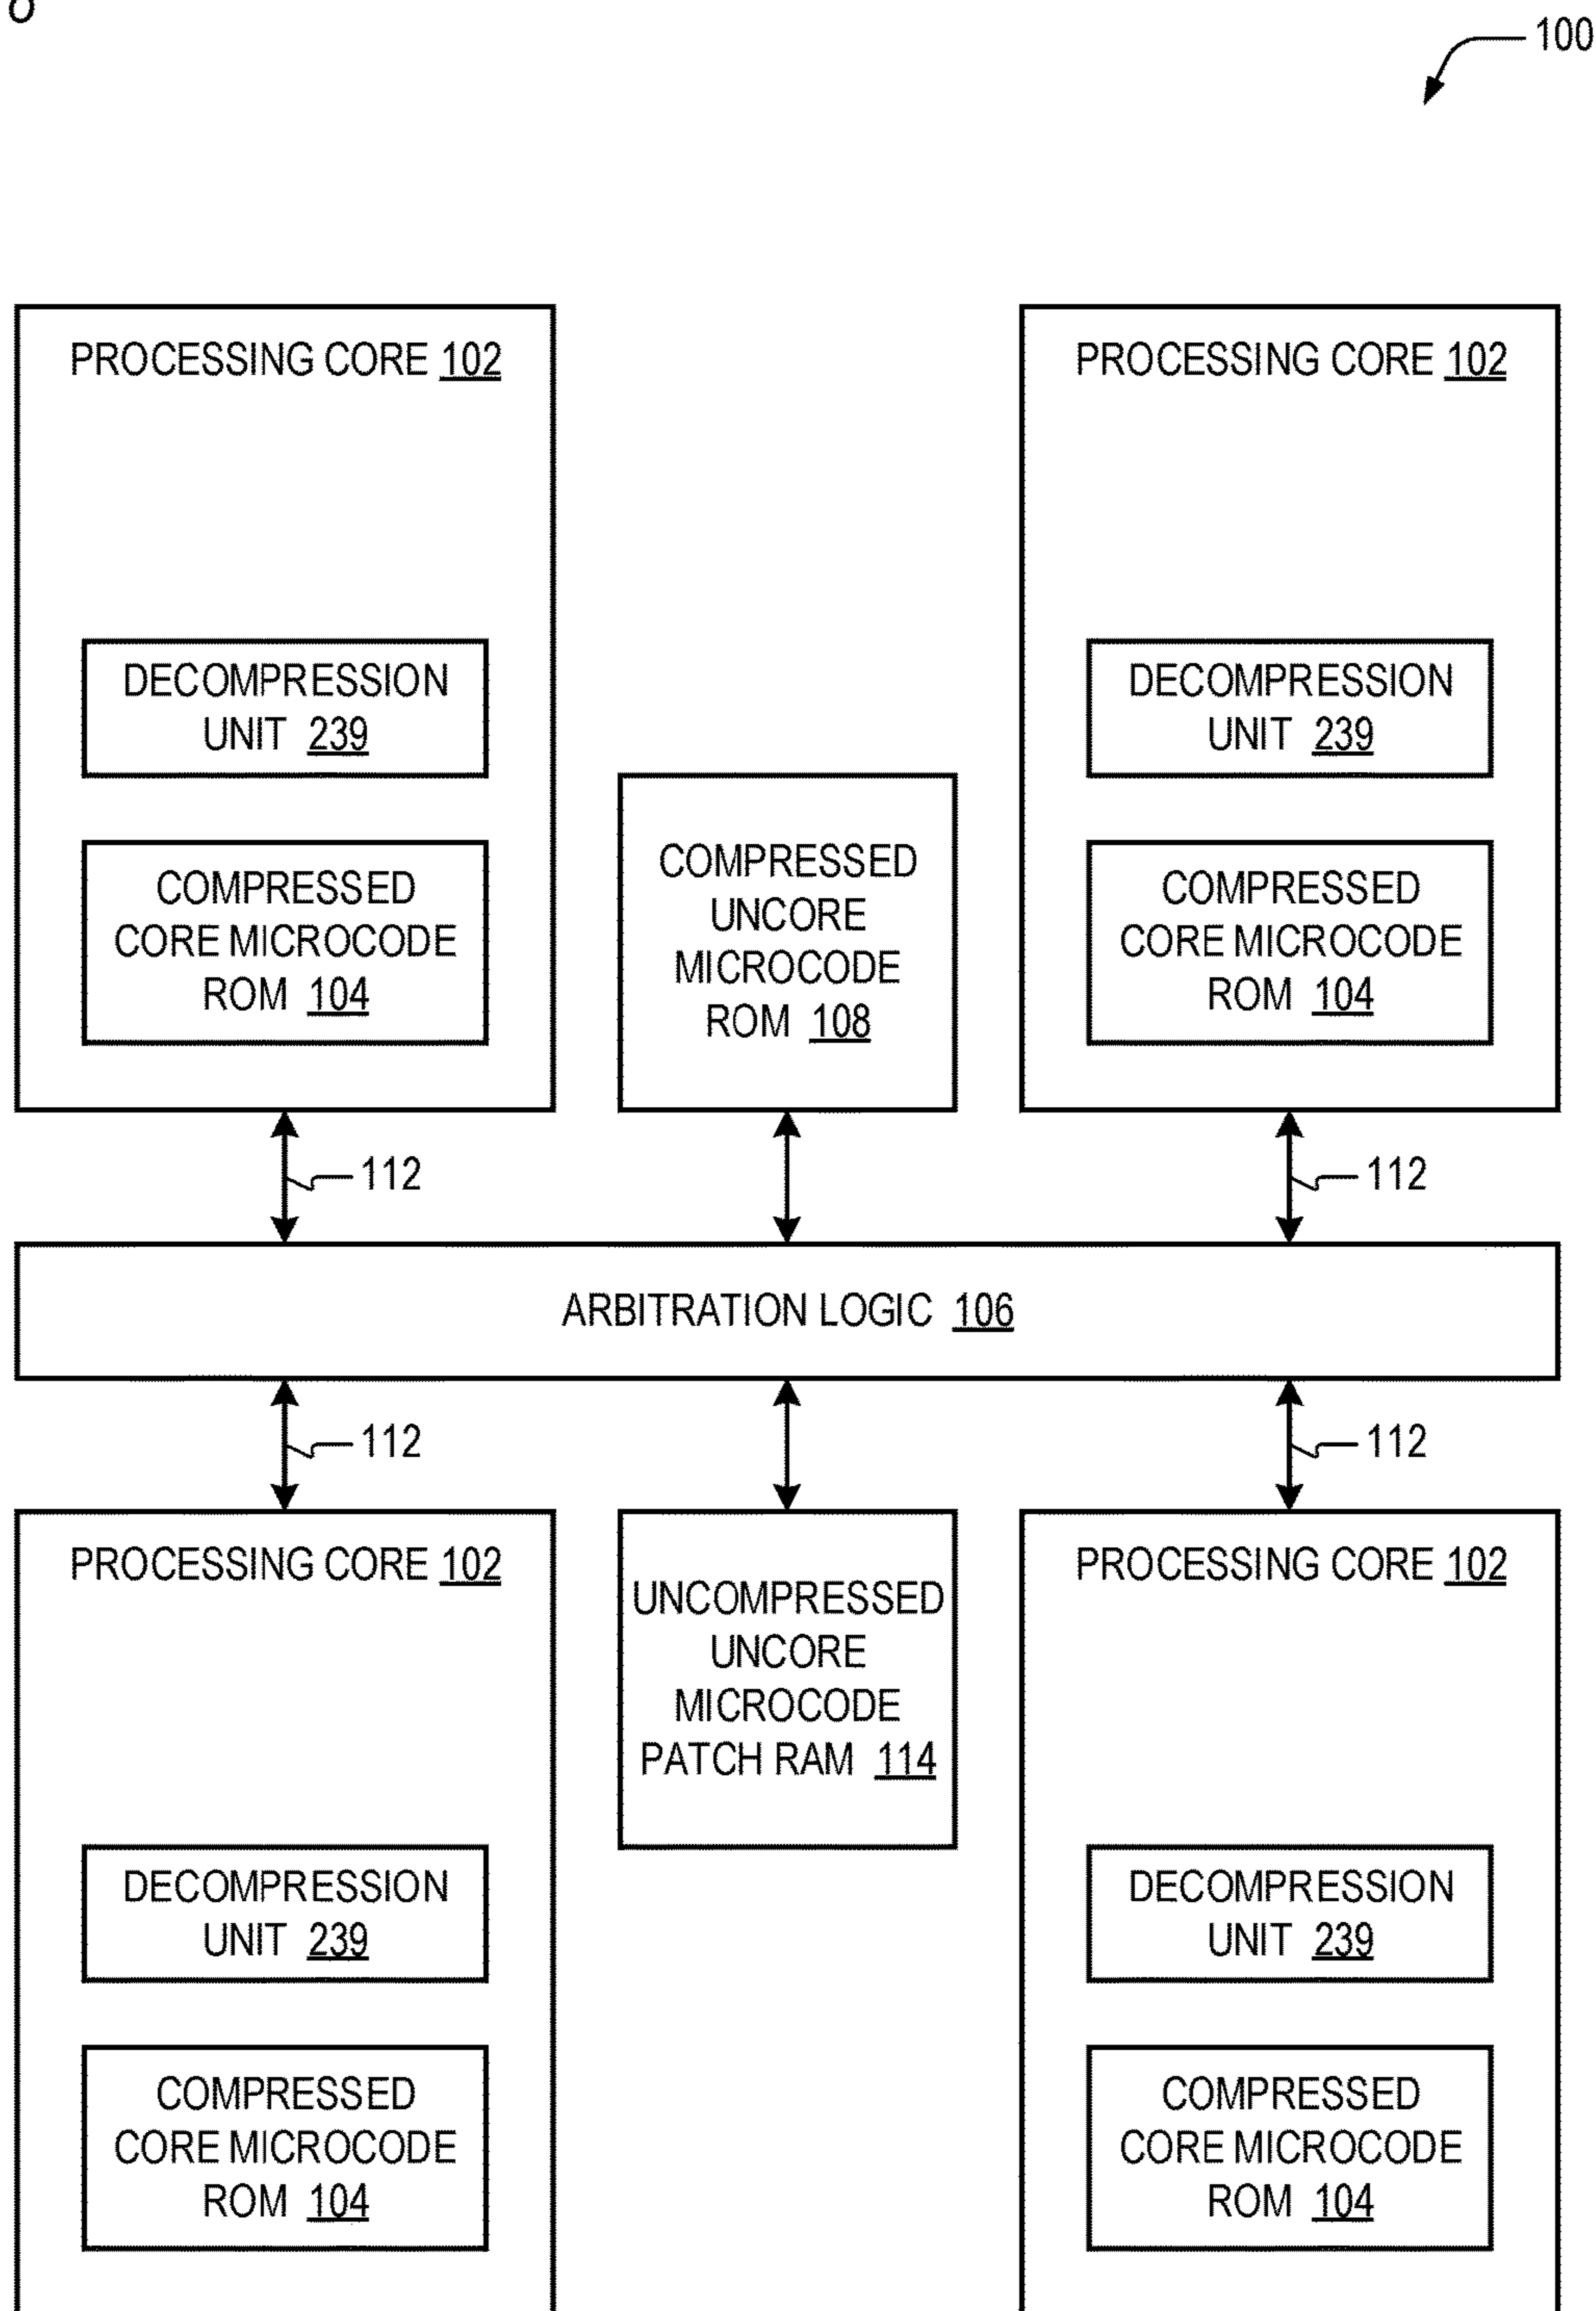 8
100
PROCESSING CORE 102
DECOMPRESSION
UNIT 239
COMPRESSED
CORE MICROCODE
ROM 104
COMPRESSED
UNCORE
MICROCODE
ROM 108
PROCESSING CORE 102
DECOMPRESSION
UNIT 239
COMPRESSED
CORE MICROCODE
ROM 104
112
112
ARBITRATION LOGIC 106
112
112
PROCESSING CORE 102
DECOMPRESSION
UNIT 239
COMPRESSED
CORE MICROCODE
ROM 104
UNCOMPRESSED
UNCORE
MICROCODE
PATCH RAM 114
PROCESSING CORE 102
DECOMPRESSION
UNIT 239
COMPRESSED
CORE MICROCODE
ROM 104